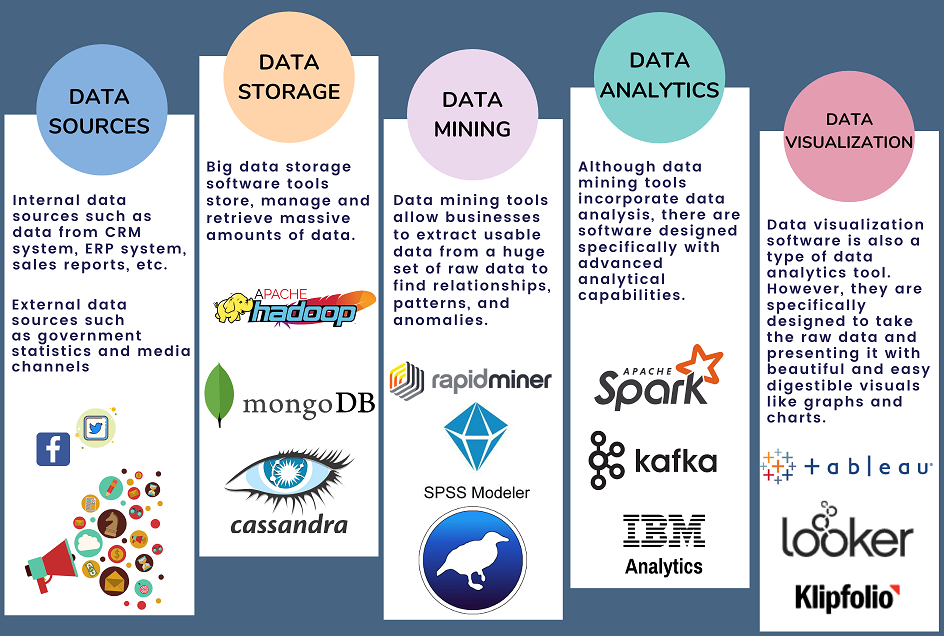 DATA
SOURCES
Internal data
sources such as
data from CRM
system, ERP system,
sales reports, etc.
External data
sources such
as government
statistics and media
channels
f
DATA
STORAGE
Big data storage
software tools
store, manage and
retrieve massive
amounts of data.
APACHE
hadoop
mongoDB
cassandra
DATA
MINING
Data mining tools
allow businesses
to extract usable
data from a huge
set of raw data to
find relationships,
patterns, and
anomalies.
rapidminer
SPSS Modeler
DATA
ANALYTICS
Although data
mining tools
incorporate data
analysis, there are
software designed
specifically with
advanced
analytical
capabilities.
APACHE
Spark
kafka
IBM
Analytics
DATA
VISUALIZATION
Data visualization
software is also a
type of data
analytics tool.
However, they are
specifically
designed to take
the raw data and
presenting it with
beautiful and easy
digestible visuals
like graphs and
charts.
tableau
looker
Klipfolio